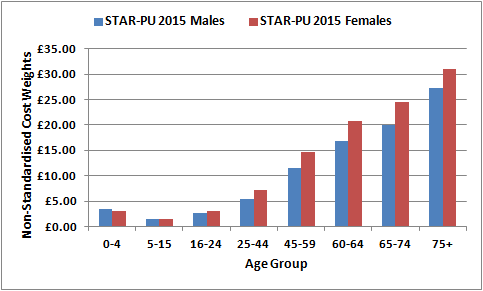 STAR-PU 2015 Males STAR-PU 2015 Females
Non-Standardised Cost Weights
£35.00
£30.00
£25.00
£20.00
£15.00
£10.00
£5.00
£0.00
0-4 5-15 16-24 25-44 45-59 60-64 65-74 75+
Age Group